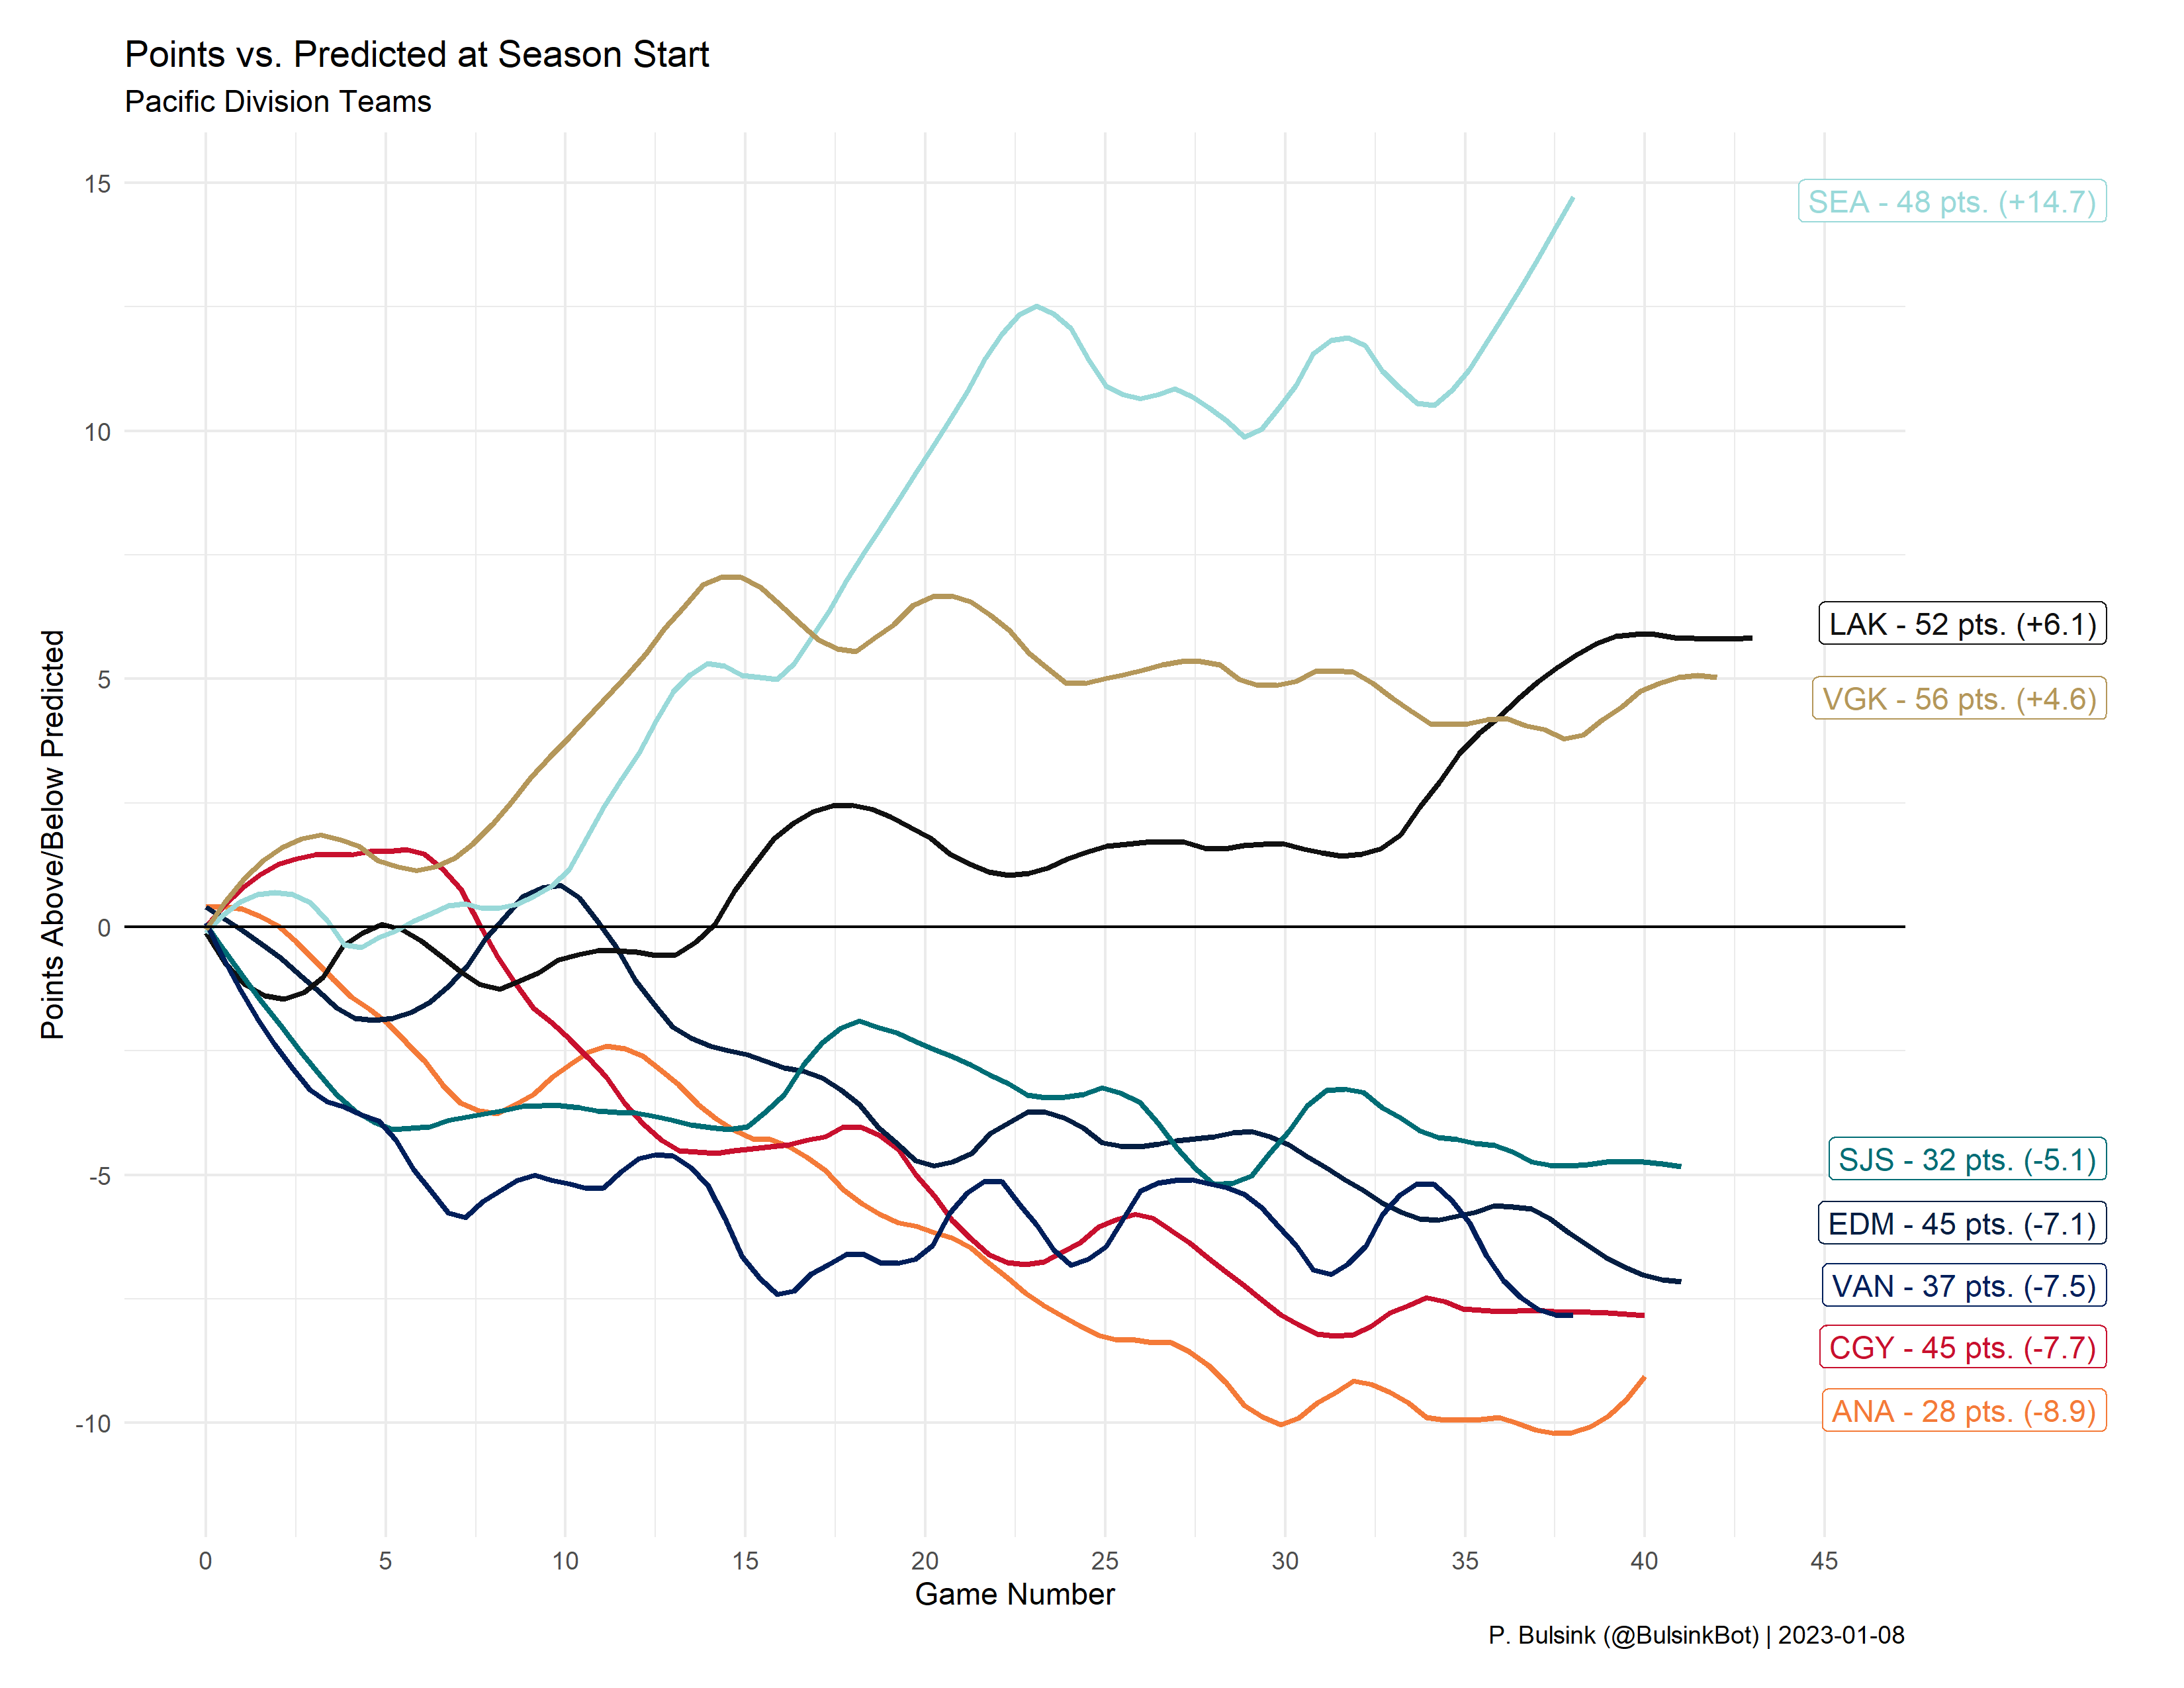 Points vs. Predicted at Season Start
Pacific Division Teams
Points Above/Below Predicted
15
10
5
0
-5
-10
SEA - 48 pts. (+14.7)
LAK - 52 pts. (+6.1)
VGK - 56 pts. (+4.6)
SJS - 32 pts. (-5.1)
EDM - 45 pts. (-7.1)
VAN - 37 pts. (-7.5)
CGY - 45 pts. (-7.7)
ANA - 28 pts. (-8.9)
0 5 10 15 20 25 30 35 40 45
Game Number
P. Bulsink (@BulsinkBot) | 2023-01-08